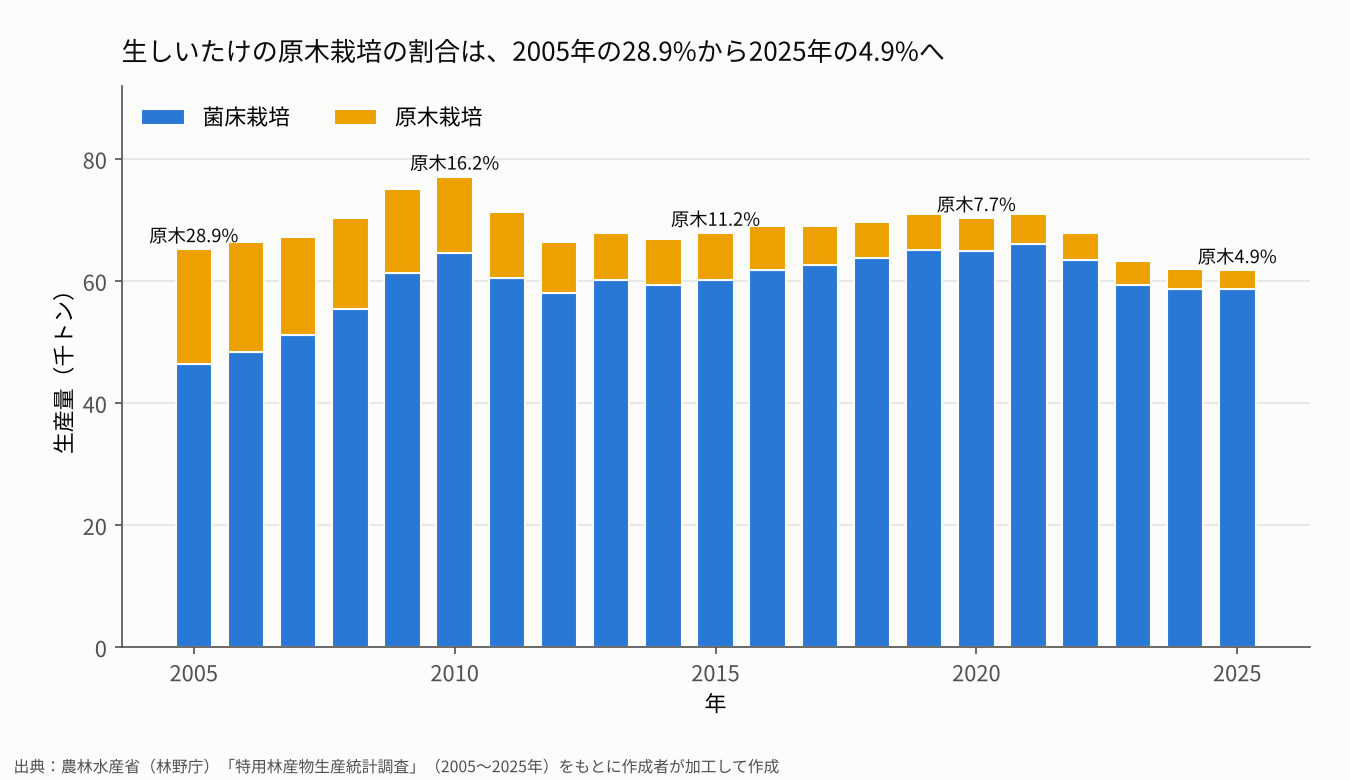 生しいたけの原木栽培の割合は、2005年の28.9%から2025年の4.9%へ
菌床栽培
原木栽培
80
60
40
20
0
生産量（千トン）
原木28.9%
原木16.2%
原木11.2%
原木7.7%
原木4.9%
2005
2010
2015
2020
2025
年
出典：農林水産省（林野庁）「特用林産物生産統計調査」（2005～2025年）をもとに作成者が加工して作成